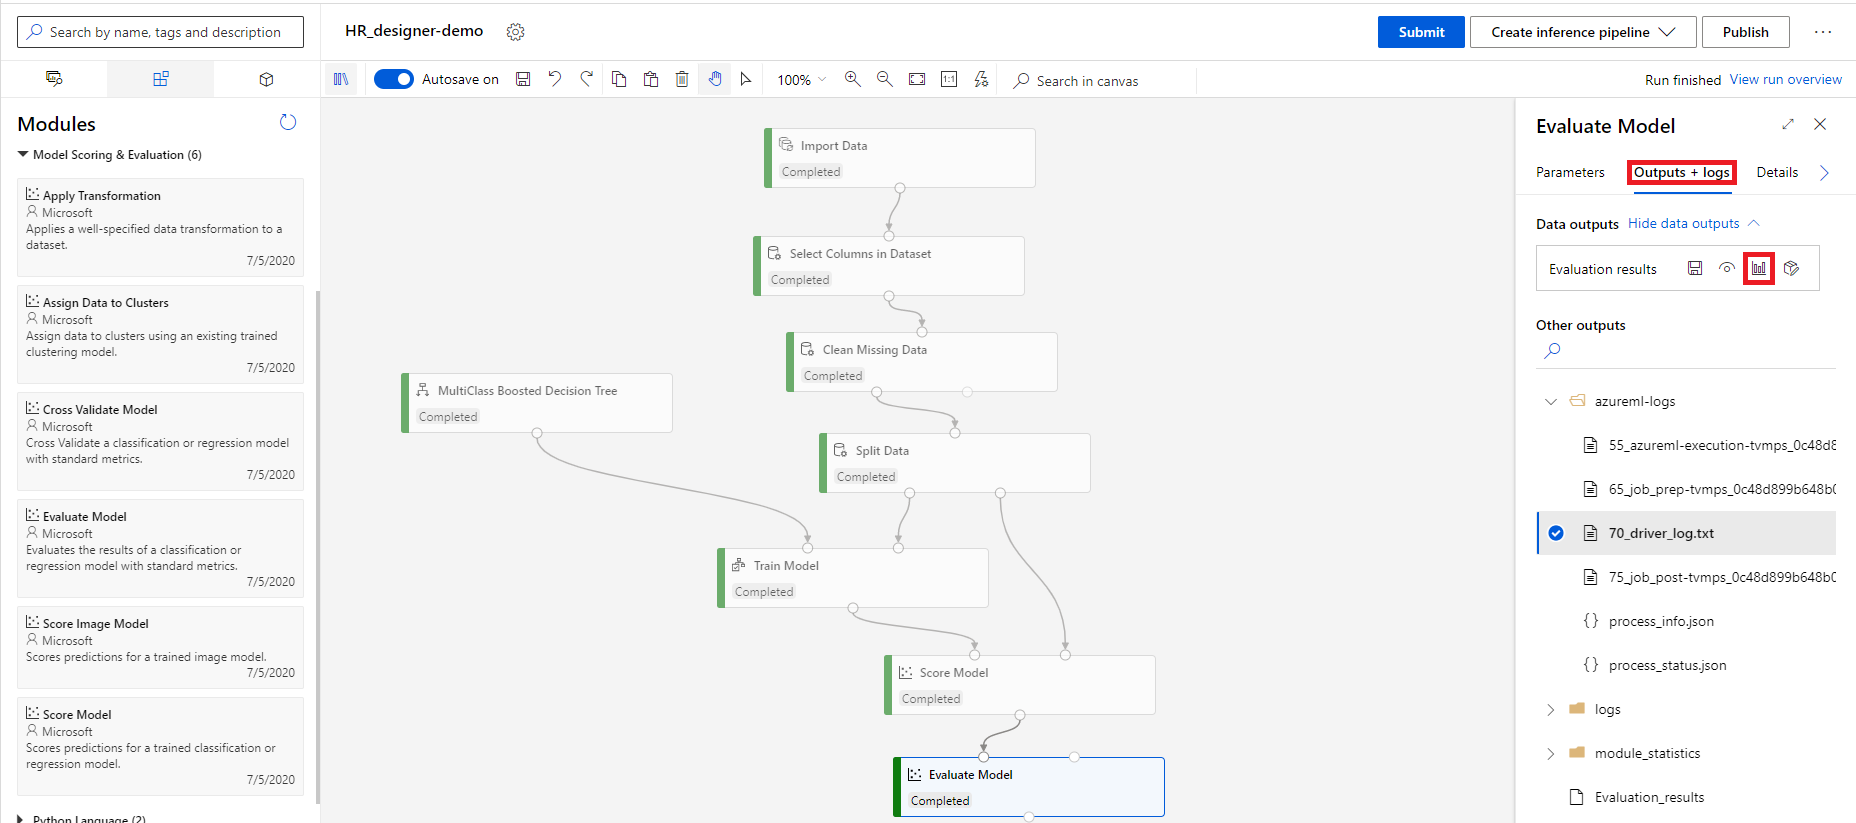 Search by name, tags and description
HR_designer-demo
Submit
Create inference pipeline
Publish
Autosave on
100%
1:1
Search in canvas
Run finished View run overview
Modules
Model Scoring & Evaluation (6)
Apply Transformation
Microsoft
Applies a well-specified data transformation to a
dataset.
7/5/2020
Assign Data to Clusters
Microsoft
Assign data to clusters using an existing trained
clustering model.
7/5/2020
Cross Validate Model
Microsoft
Cross Validate a classification or regression model
with standard metrics.
7/5/2020
Evaluate Model
Microsoft
Evaluates the results of a classification or
regression model with standard metrics.
7/5/2020
Score Image Model
Microsoft
Scores predictions for a trained image model.
7/5/2020
Score Model
Microsoft
Scores predictions for a trained classification or
regression model.
7/5/2020
Python Language (2)
Import Data
Completed
Select Columns in Dataset
Completed
Clean Missing Data
Completed
MultiClass Boosted Decision Tree
Completed
Split Data
Completed
Train Model
Completed
Score Model
Completed
Evaluate Model
Completed
Evaluate Model
Parameters
Outputs + logs
Details
Data outputs Hide data outputs
Evaluation results
Other outputs
azureml-logs
55_azureml-execution-tvmps_0c48d8
65_job_prep-tvmps_0c48d899b648b0
70_driver_log.txt
75_job_post-tvmps_0c48d899b648b0
{} process_info.json
{} process_status.json
logs
module_statistics
Evaluation_results